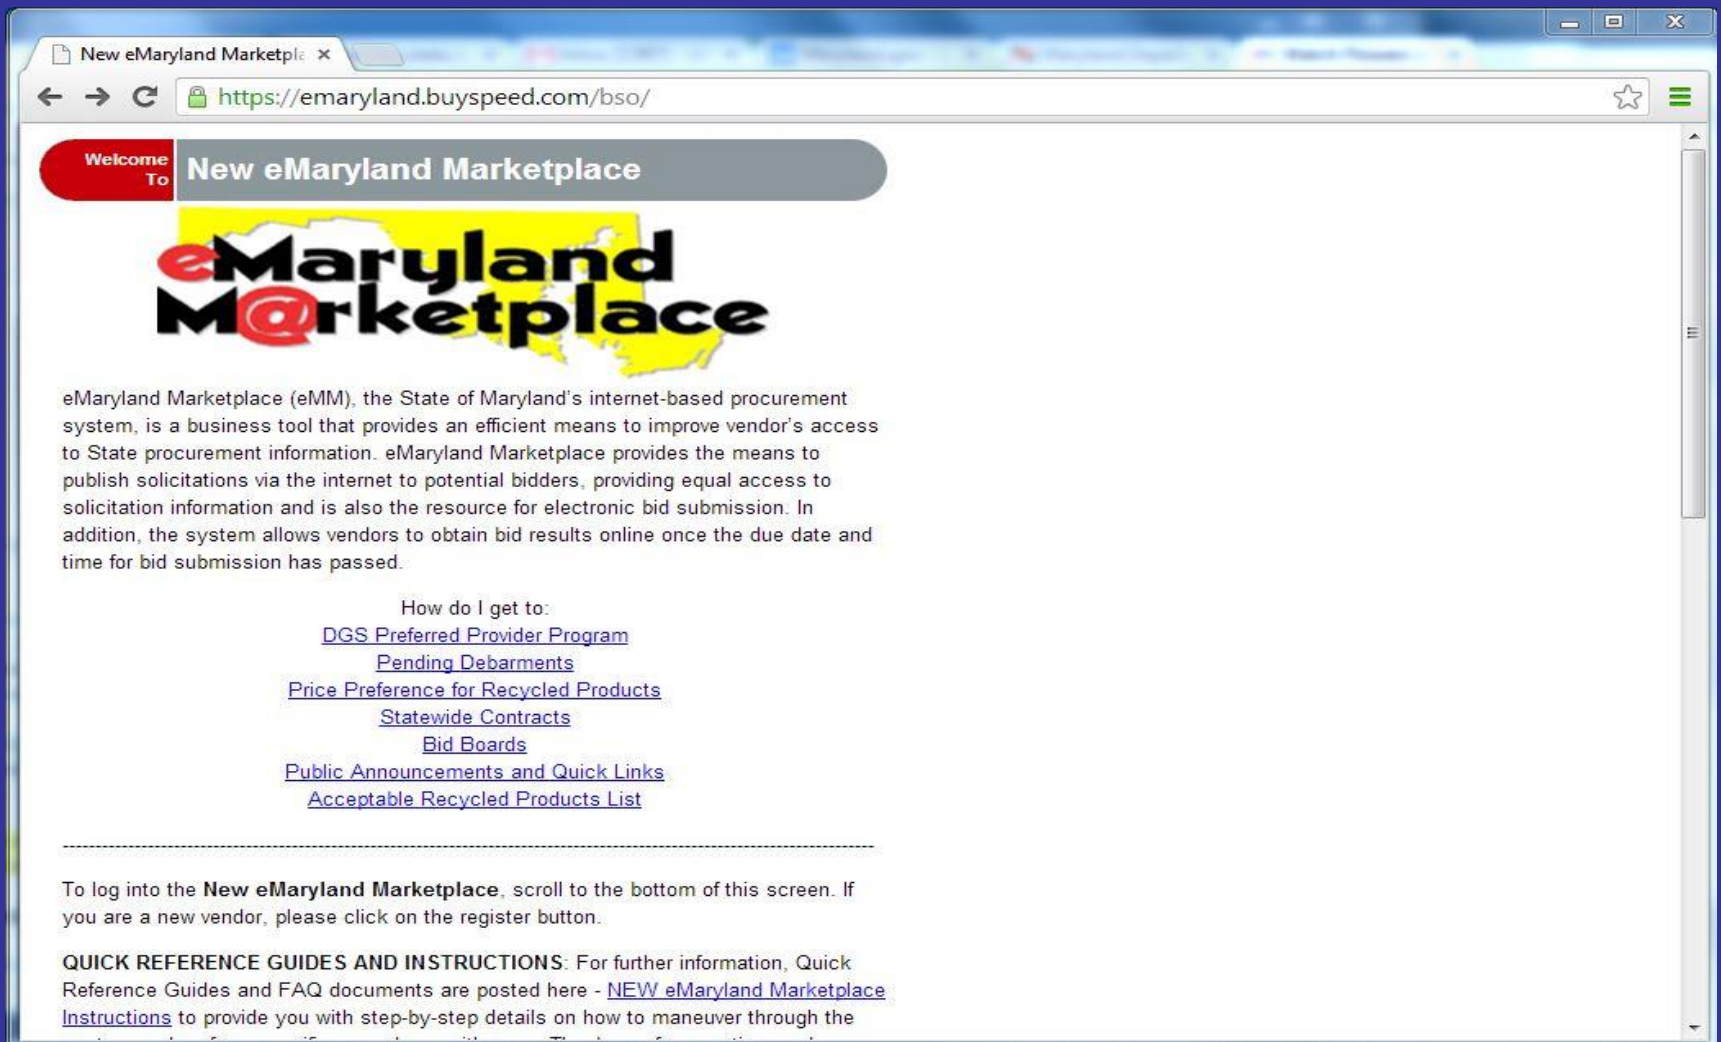 New eMaryland Marketpla
https://emaryland.buyspeed.com/bso/
Welcome
To
New eMaryland Marketplace
eMaryland
M@rketplace
eMaryland Marketplace (eMM), the State of Maryland's internet-based procurement
system, is a business tool that provides an efficient means to improve vendor's access
to State procurement information. eMaryland Marketplace provides the means to
publish solicitations via the internet to potential bidders, providing equal access to
solicitation information and is also the resource for electronic bid submission. In
addition, the system allows vendors to obtain bid results online once the due date and
time for bid submission has passed.
How do I get to:
DGS Preferred Provider Program
Pending Debarments
Price Preference for Recycled Products
Statewide Contracts
Bid Boards
Public Announcements and Quick Links
Acceptable Recycled Products List
To log into the New eMaryland Marketplace, scroll to the bottom of this screen. If
you are a new vendor, please click on the register button.
QUICK REFERENCE GUIDES AND INSTRUCTIONS: For further information, Quick
Reference Guides and FAQ documents are posted here - NEW eMaryland Marketplace
Instructions to provide you with step-by-step details on how to maneuver through the